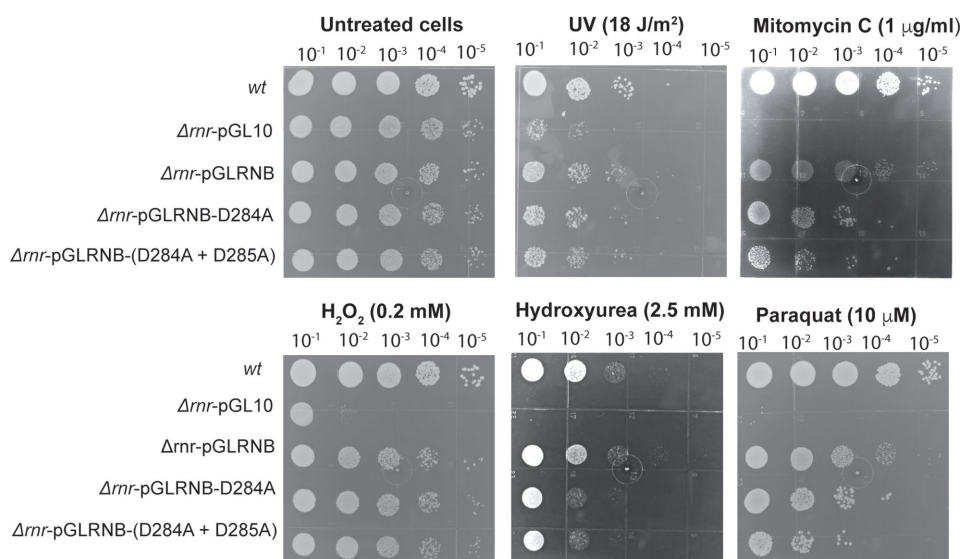 Untreated cells UV (18 J/m²) Mitomycin C (1 μg/ml)
10⁻¹ 10⁻² 10⁻³ 10⁻⁴ 10⁻⁵ 10⁻¹ 10⁻² 10⁻³ 10⁻⁴ 10⁻⁵ 10⁻¹ 10⁻² 10⁻³ 10⁻⁴ 10⁻⁵
wt
Δrnr-pGL10
Δrnr-pGLRNB
Δrnr-pGLRNB-D284A
Δrnr-pGLRNB-(D284A + D285A)
H₂O₂ (0.2 mM) Hydroxyurea (2.5 mM) Paraquat (10 μM)
10⁻¹ 10⁻² 10⁻³ 10⁻⁴ 10⁻⁵ 10⁻¹ 10⁻² 10⁻³ 10⁻⁴ 10⁻⁵ 10⁻¹ 10⁻² 10⁻³ 10⁻⁴ 10⁻⁵
wt
Δrnr-pGL10
Δrnr-pGLRNB
Δrnr-pGLRNB-D284A
Δrnr-pGLRNB-(D284A + D285A)